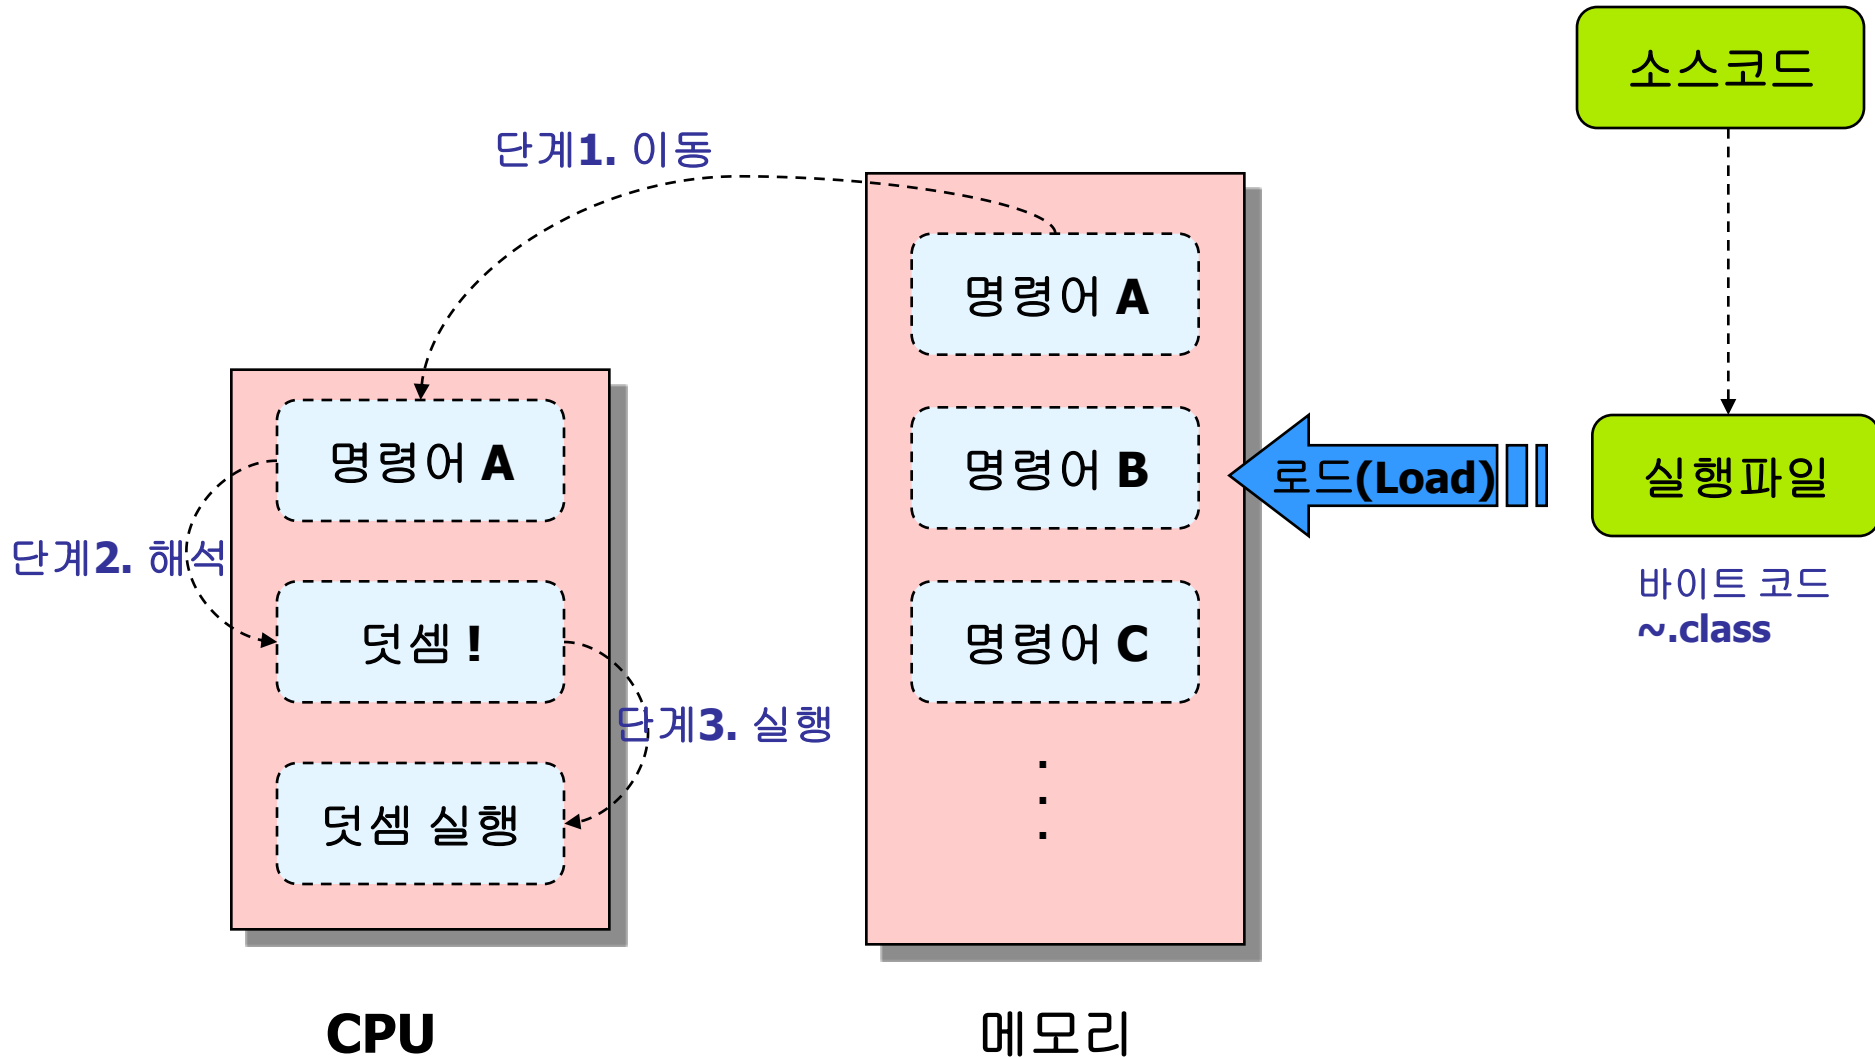 소스코드
단계1. 이동
명령어 A
명령어 A
명령어 B
로드(Load)
실행파일
단계2. 해석
바이트 코드
~.class
덧셈 !
명령어 C
단계3. 실행
덧셈 실행
.
.
.
CPU
메모리